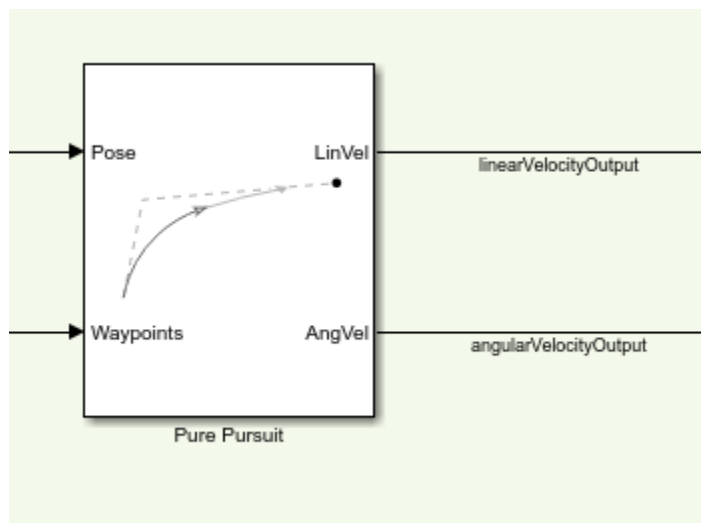 Pose
LinVel
linearVelocityOutput
Waypoints
AngVel
angularVelocityOutput
Pure Pursuit